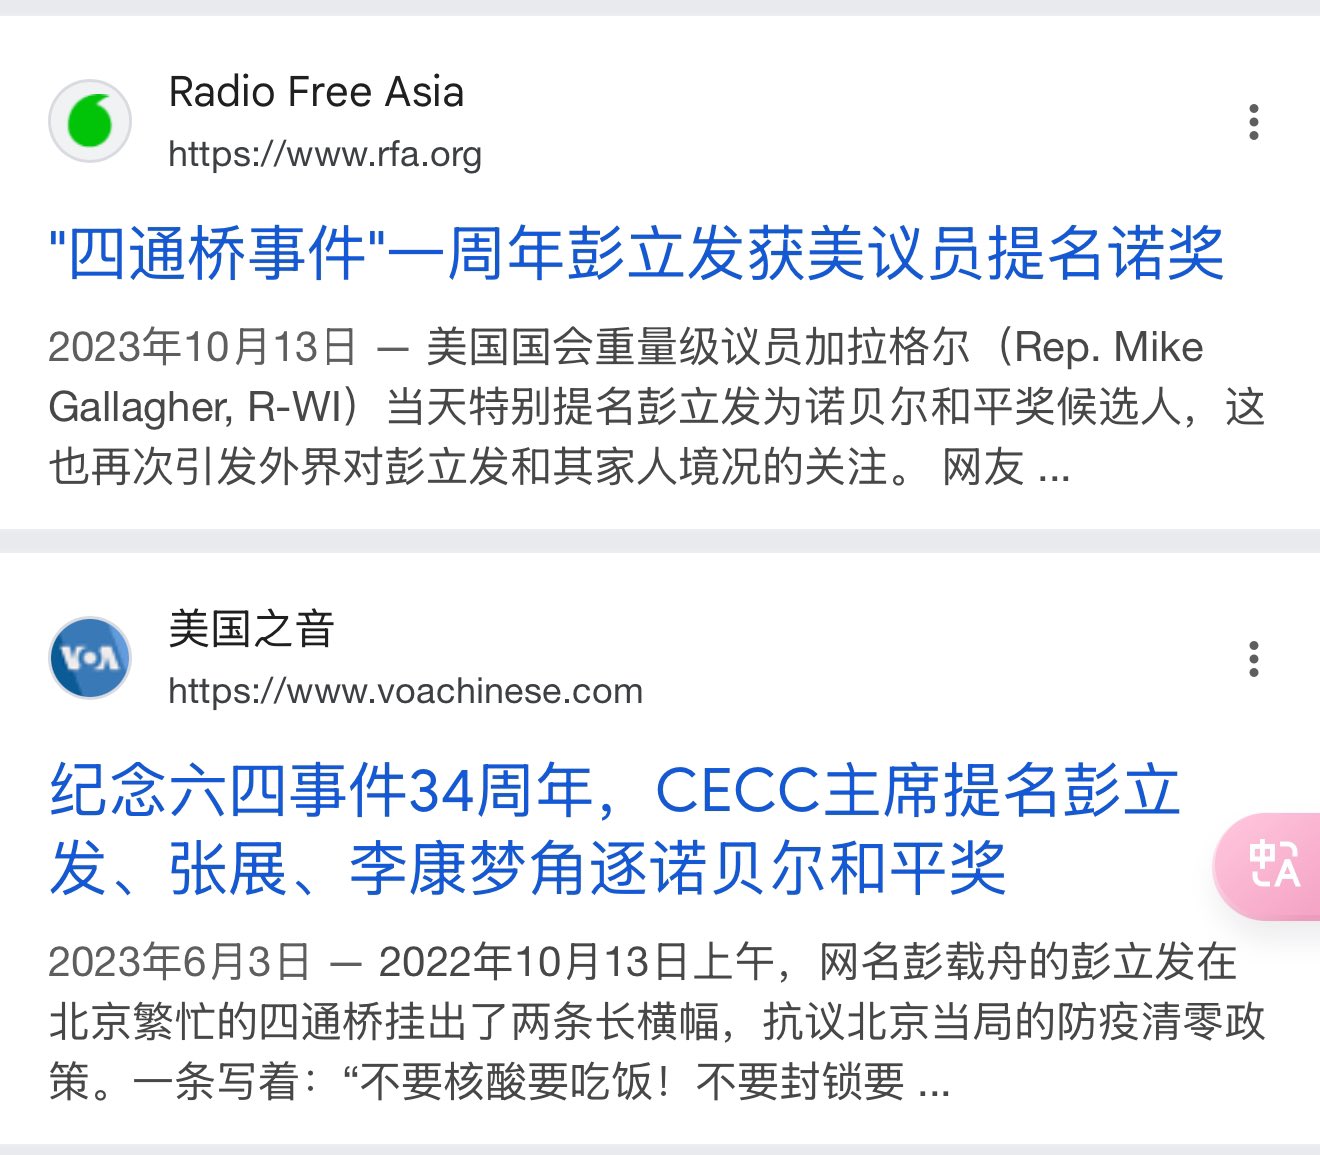 Radio Free Asia
https://www.rfa.org
"四通桥事件"一周年彭立发获美议员提名诺奖
2023年10月13日 — 美国国会重量级议员加拉格尔（Rep. Mike
Gallagher, R-WI）当天特别提名彭立发为诺贝尔和平奖候选人，这
也再次引发外界对彭立发和其家人境况的关注。 网友 ...
VOA
美国之音
https://www.voachinese.com
纪念六四事件34周年，CECC主席提名彭立
发、张展、李康梦角逐诺贝尔和平奖
中A
2023年6月3日 — 2022年10月13日上午，网名彭载舟的彭立发在
北京繁忙的四通桥挂出了两条长横幅，抗议北京当局的防疫清零政
策。一条写着：“不要核酸要吃饭！不要封锁要 ...